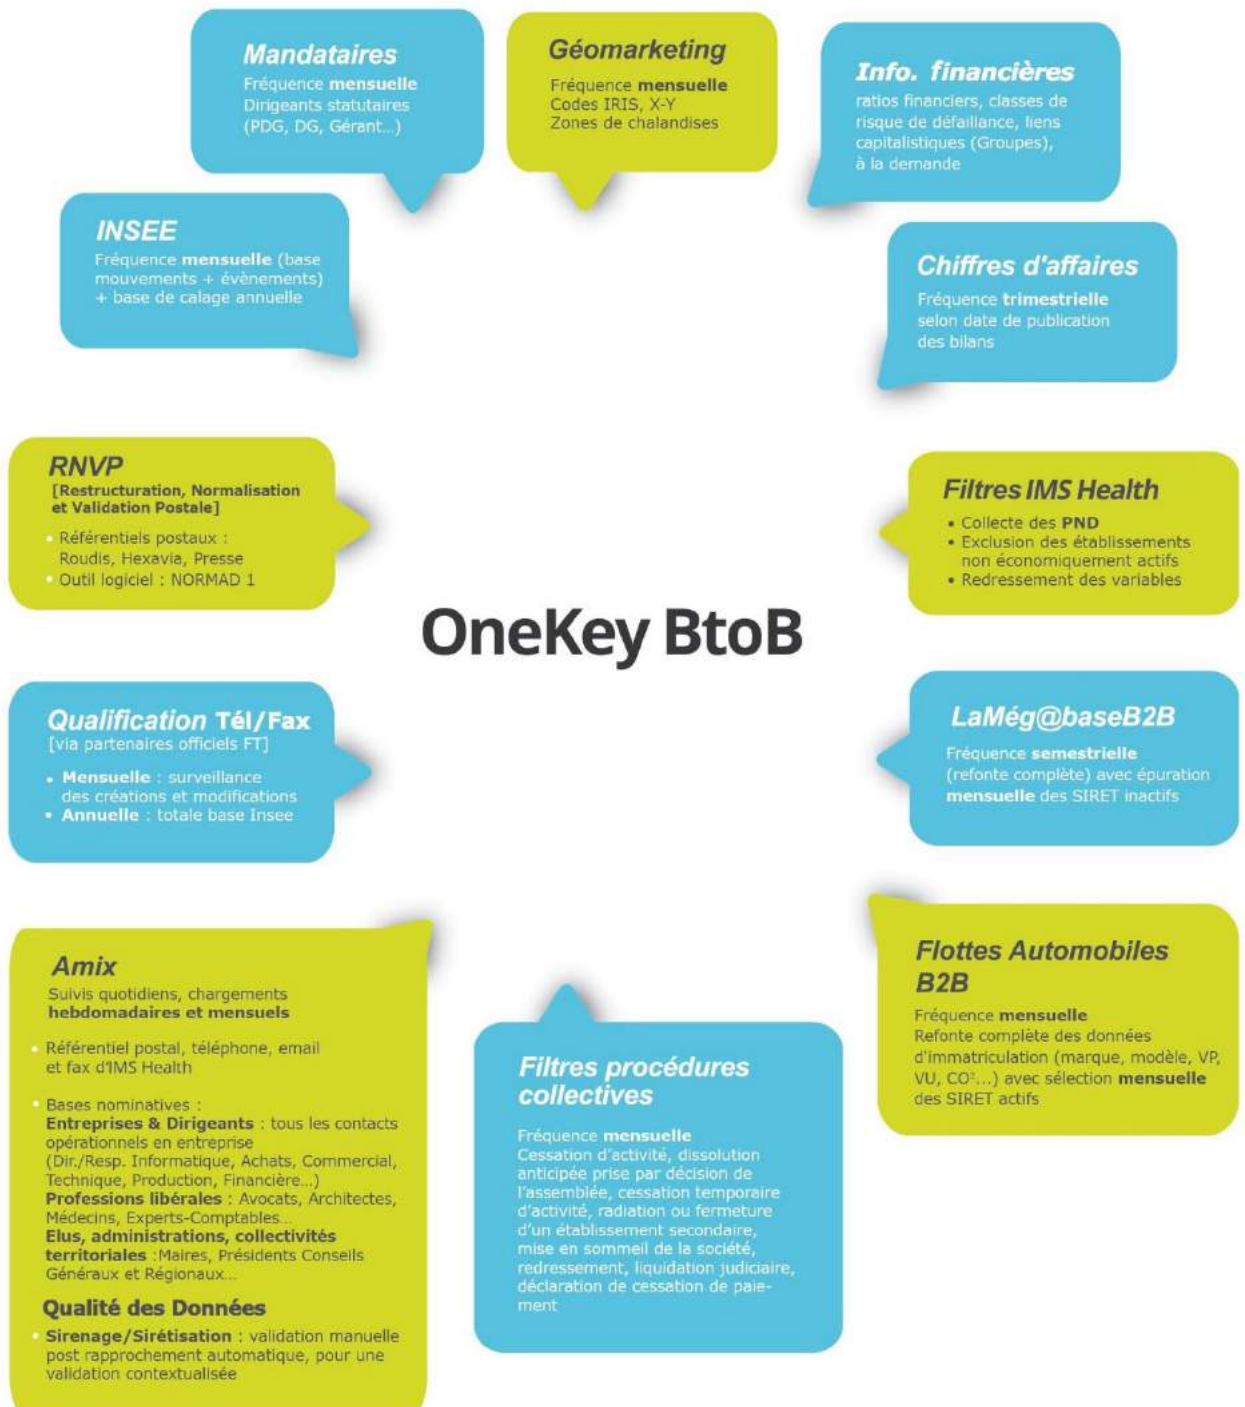 Mandataires
Fréquence mensuelle
Dirigeants statutaires
(PDG, DG, Gérant...)
Géomarketing
Fréquence mensuelle
Codes IRIS, X-Y
Zones de chalandises
Info. financières
ratios financiers, classes de
risque de défaillance, liens
capitalistiques (Groupes),
à la demande
INSEE
Fréquence mensuelle (base
mouvements + évènements)
+ base de calage annuelle
Chiffres d'affaires
Fréquence trimestrielle
selon date de publication
des bilans
RNVP
[Restructuration, Normalisation
et Validation Postale]
• Référentiels postaux :
Roudis, Hexavia, Presse
• Outil logiciel : NORMAD 1
Filtres IMS Health
• Collecte des PND
• Exclusion des établissements
non économiquement actifs
• Redressement des variables
OneKey BtoB
Qualification Tél/Fax
[via partenaires officiels FT]
• Mensuelle : surveillance
des créations et modifications
• Annuelle : totale base Insee
LaMég@baseB2B
Fréquence semestrielle
(refonte complète) avec épuration
mensuelle des SIRET inactifs
Amix
Suivis quotidiens, chargements
hebdomadaires et mensuels
• Référentiel postal, téléphone, email
et fax d'IMS Health
• Bases nominatives :
Entreprises & Dirigeants : tous les contacts
opérationnels en entreprise
(Dir./Resp. Informatique, Achats, Commercial,
Technique, Production, Financière...)
Professions libérales : Avocats, Architectes,
Médecins, Experts-Comptables...
Elus, administrations, collectivités
territoriales :Maires, Présidents Conseils
Généraux et Régionaux...
Qualité des Données
• Sirenage/Sirétisation : validation manuelle
post rapprochement automatique, pour une
validation contextualisée
Filtres procédures
collectives
Fréquence mensuelle
Cessation d'activité, dissolution
anticipée prise par décision de
l'assemblée, cessation temporaire
d'activité, radiation ou fermeture
d'un établissement secondaire,
mise en sommeil de la société,
redressement, liquidation judiciaire,
déclaration de cessation de paie-
ment
Flottes Automobiles
B2B
Fréquence mensuelle
Refonte complète des données
d'immatriculation (marque, modèle, VP,
VU, CO²...) avec sélection mensuelle
des SIRET actifs